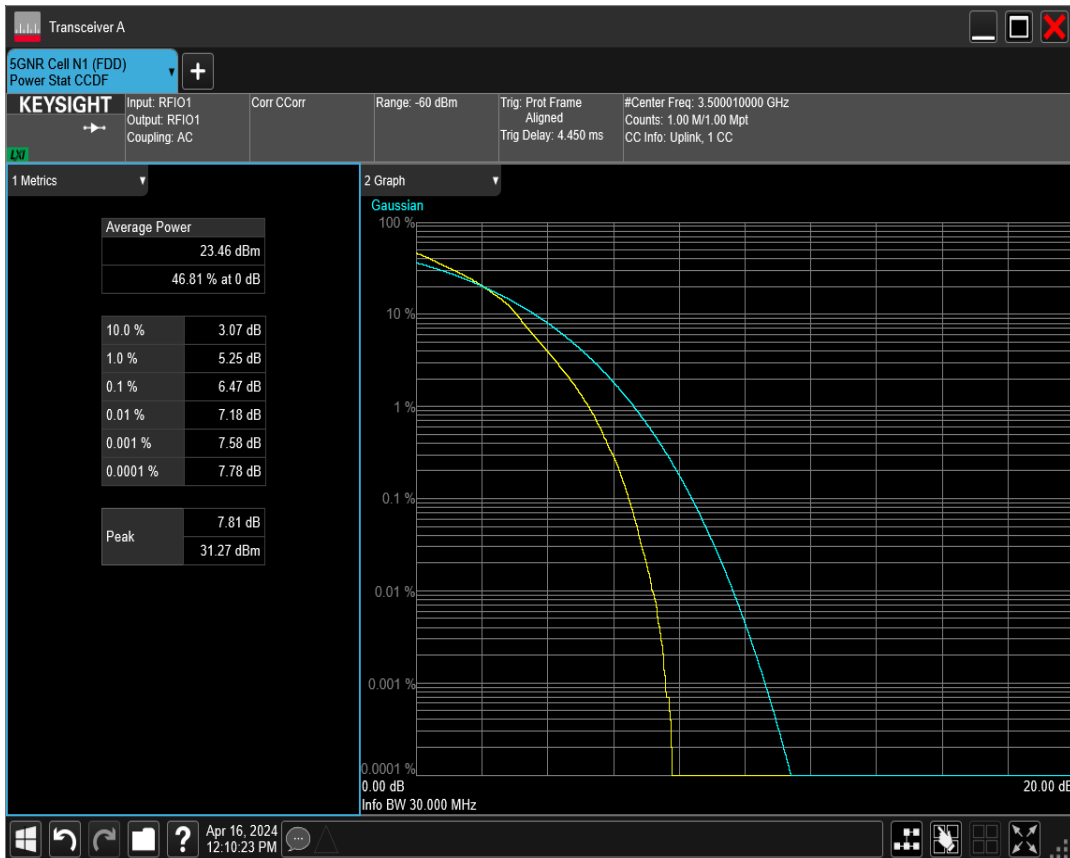 Transceiver A
5GNR Cell N1 (FDD)
Power Stat CCDF
+
KEYSIGHT
LXI
Input: RFIO1
Output: RFIO1
Coupling: AC
Corr CCorr
Range: -60 dBm
Trig: Prot Frame
Aligned
Trig Delay: 4.450 ms
#Center Freq: 3.500010000 GHz
Counts: 1.00 M/1.00 Mpt
CC Info: Uplink, 1 CC
1 Metrics
Average Power
23.46 dBm
46.81 % at 0 dB
10.0 % 3.07 dB
1.0 % 5.25 dB
0.1 % 6.47 dB
0.01 % 7.18 dB
0.001 % 7.58 dB
0.0001 % 7.78 dB
Peak
7.81 dB
31.27 dBm
2 Graph
Gaussian
100 %
10 %
1 %
0.1 %
0.01 %
0.001 %
0.0001 %
0.00 dB
20.00 dB
Info BW 30.000 MHz
?
Apr 16, 2024
12:10:23 PM